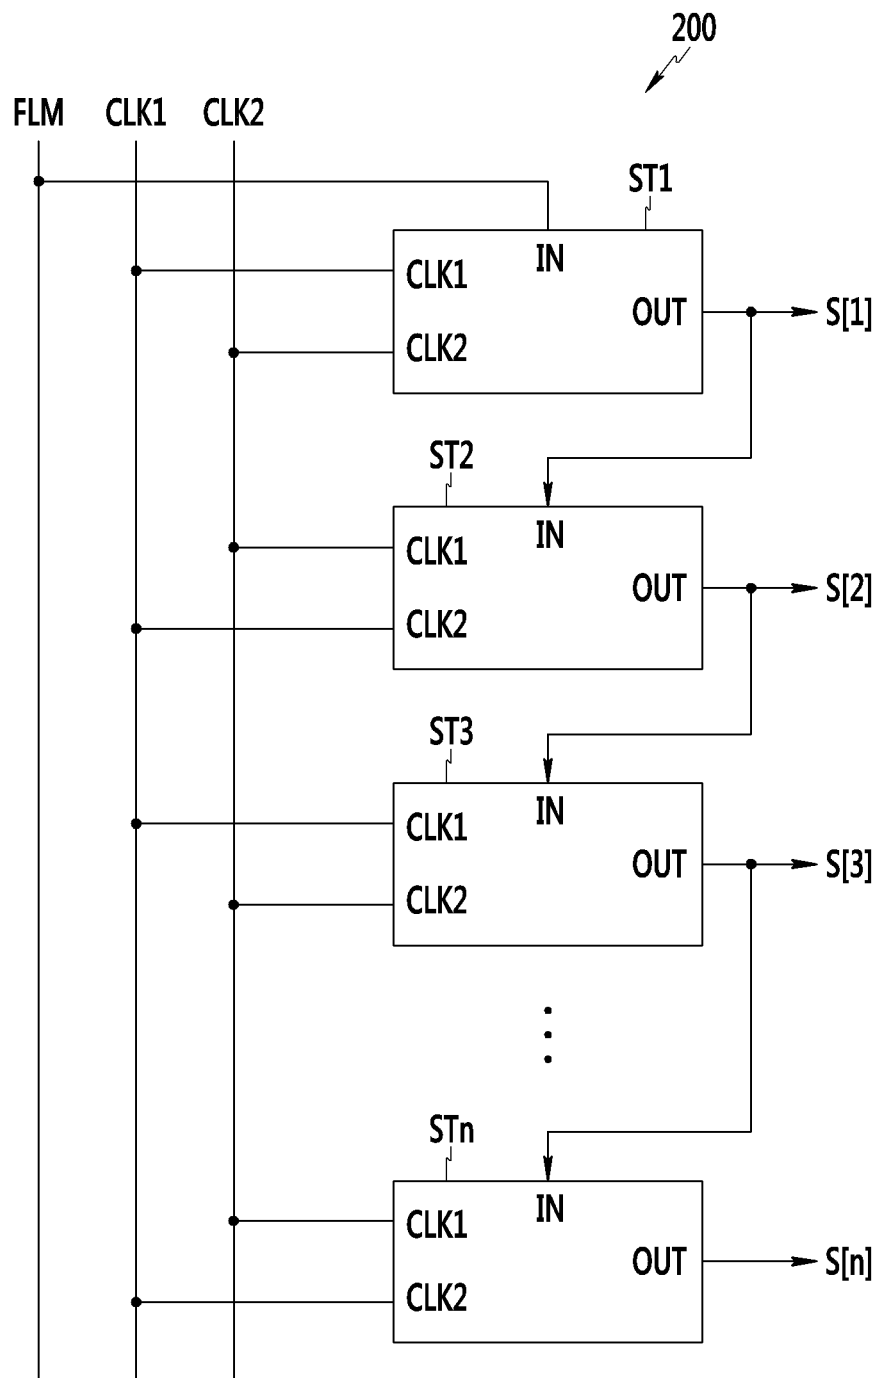 200
FLM CLK1 CLK2
ST1
IN
CLK1
OUT
S[1]
CLK2
ST2
IN
CLK1
OUT
S[2]
CLK2
ST3
IN
CLK1
OUT
S[3]
CLK2
STn
IN
CLK1
OUT
S[n]
CLK2